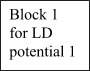 Block 1
for LD
potential 1